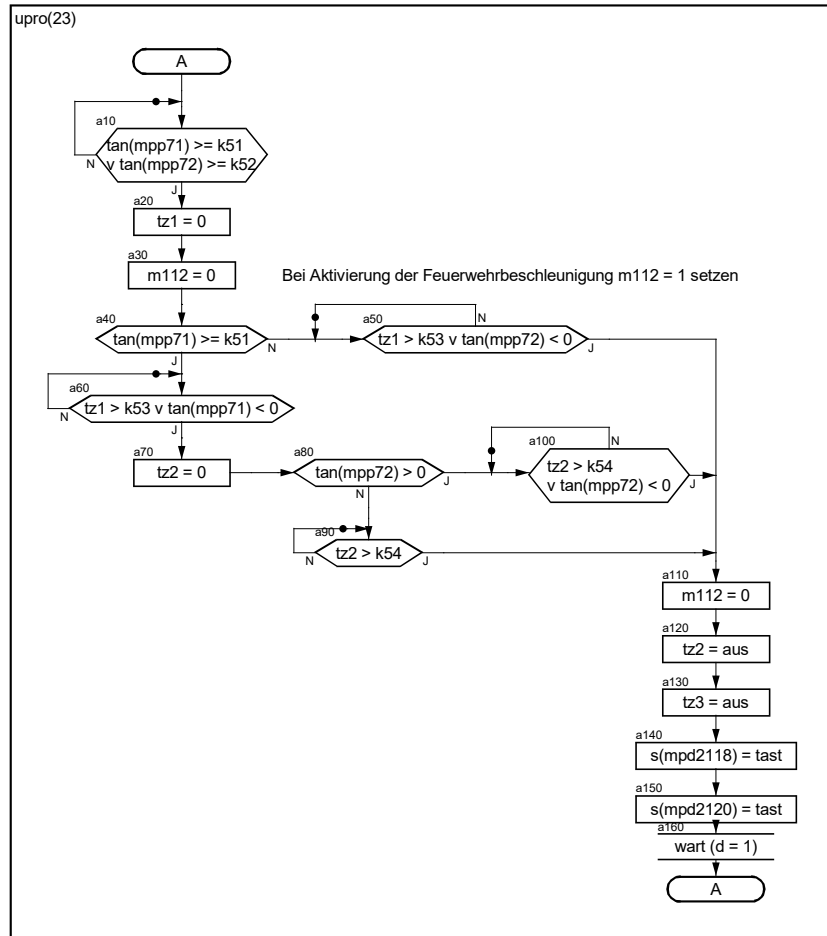 upro(23)
A
a10
tan(mpp71) >= k51
v tan(mpp72) >= k52
N
J
a20
tz1 = 0
a30
m112 = 0
Bei Aktivierung der Feuerwehrbeschleunigung m112 = 1 setzen
a40
tan(mpp71) >= k51
N
J
a50
tz1 > k53 v tan(mpp72) < 0
N
J
a60
tz1 > k53 v tan(mpp71) < 0
N
J
a70
tz2 = 0
a80
tan(mpp72) > 0
J
N
a100
tz2 > k54
v tan(mpp72) < 0
N
J
a90
tz2 > k54
N
J
a110
m112 = 0
a120
tz2 = aus
a130
tz3 = aus
a140
s(mpd2118) = tast
a150
s(mpd2120) = tast
a160
wart (d = 1)
A